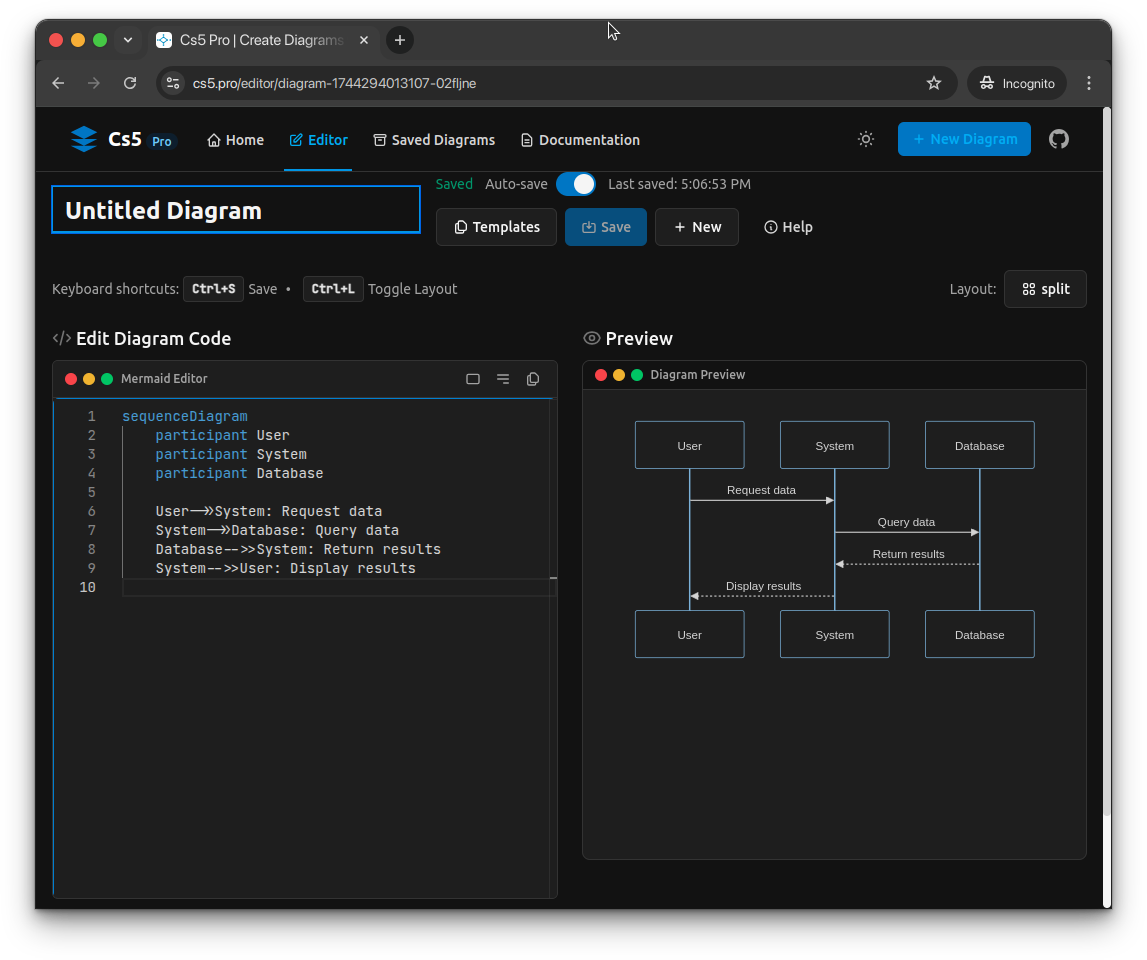 Cs5 Pro | Create Diagrams
cs5.pro/editor/diagram-1744294013107-02fljne
Incognito
Cs5 Pro
Home
Editor
Saved Diagrams
Documentation
+ New Diagram
Untitled Diagram
Saved
Auto-save
Last saved: 5:06:53 PM
Templates
Save
+ New
Help
Keyboard shortcuts: Ctrl+S Save • Ctrl+L Toggle Layout
Layout: split
</> Edit Diagram Code
Mermaid Editor
1 sequenceDiagram
2 participant User
3 participant System
4 participant Database
5
6 User->>System: Request data
7 System->>Database: Query data
8 Database-->>System: Return results
9 System-->>User: Display results
10
Preview
Diagram Preview
User
System
Database
Request data
Query data
Return results
Display results
User
System
Database